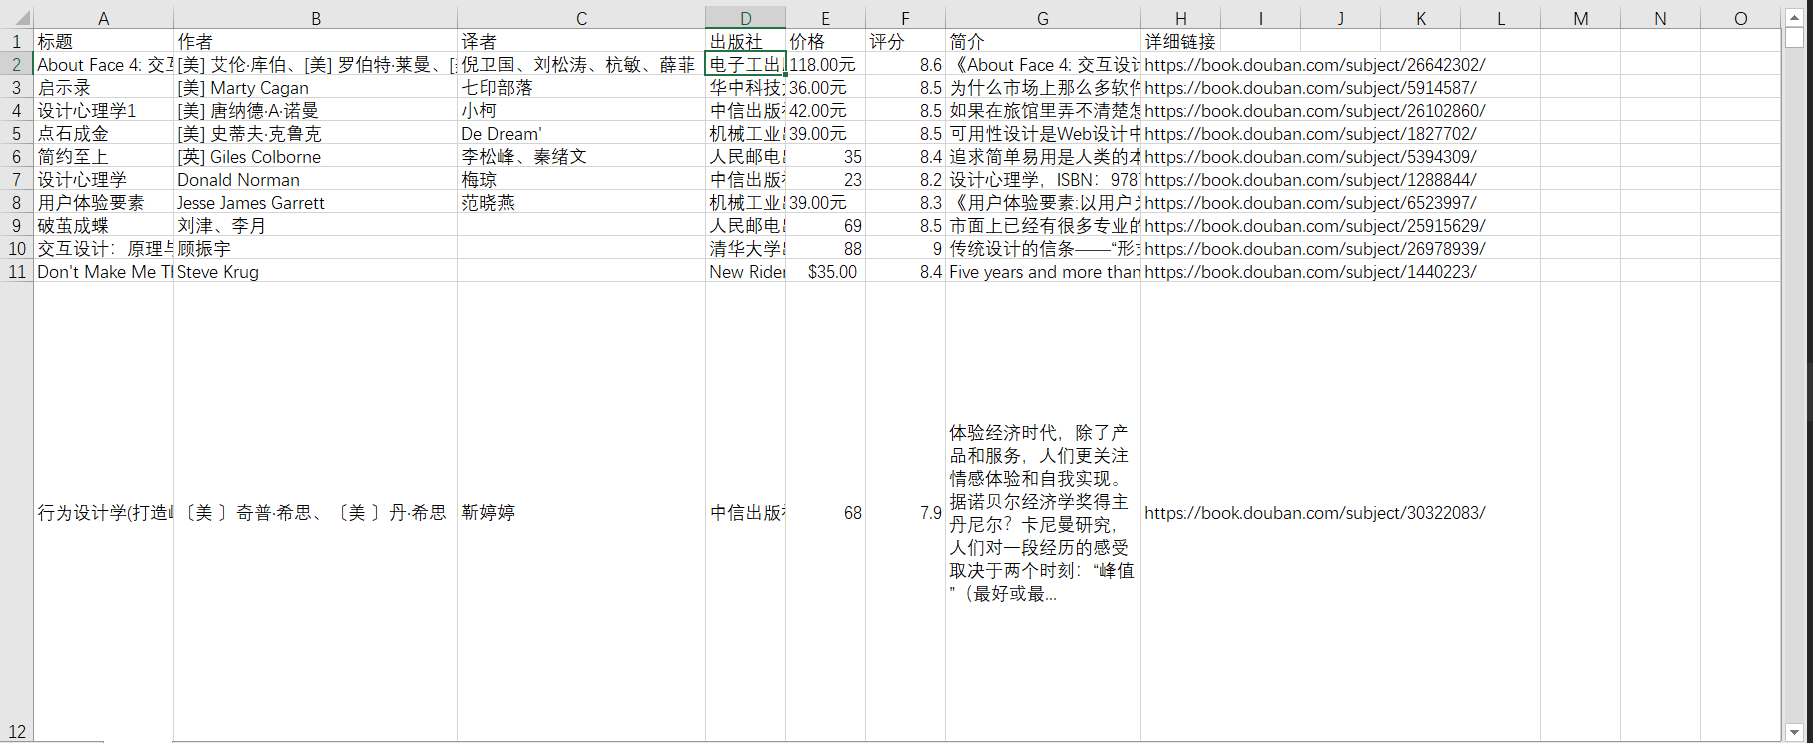 A B C D E F G H I J K L M N O
1 标题 作者 译者 出版社 价格 评分 简介 详细链接
2 About Face 4: 交互 [美] 艾伦·库伯、[美] 罗伯特·莱曼、 倪卫国、刘松涛、杭敏、薛菲 电子工 118.00元 8.6 《About Face 4: 交互设计 https://book.douban.com/subject/26642302/
3 启示录 [美] Marty Cagan 七印部落 华中科技 36.00元 8.5 为什么市场上那么多软件 https://book.douban.com/subject/5914587/
4 设计心理学1 [美] 唐纳德·A·诺曼 小柯 中信出版 42.00元 8.5 如果在旅馆里弄不清楚怎 https://book.douban.com/subject/26102860/
5 点石成金 [美] 史蒂夫·克鲁克 De Dream' 机械工业 39.00元 8.5 可用性设计是Web设计中 https://book.douban.com/subject/1827702/
6 简约至上 [英] Giles Colborne 李松峰、秦绪文 人民邮电 35 8.4 追求简单易用是人类的本 https://book.douban.com/subject/5394309/
7 设计心理学 Donald Norman 梅琼 中信出版 23 8.2 设计心理学，ISBN：978 https://book.douban.com/subject/1288844/
8 用户体验要素 Jesse James Garrett 范晓燕 机械工业 39.00元 8.3 《用户体验要素:以用户 https://book.douban.com/subject/6523997/
9 破茧成蝶 刘津、李月 人民邮电 69 8.5 市面上已经有很多专业的 https://book.douban.com/subject/25915629/
10 交互设计：原理 顾振宇 清华大学 88 9 传统设计的信条——“形 https://book.douban.com/subject/26978939/
11 Don't Make Me Steve Krug New Rider $35.00 8.4 Five years and more than https://book.douban.com/subject/1440223/
体验经济时代，除了产
品和服务，人们更关注
情感体验和自我实现。
据诺贝尔经济学奖得主
12 行为设计学(打造 〔美 〕奇普·希思、〔美 〕丹·希思 靳婷婷 中信出版 68 7.9 丹尼尔？卡尼曼研究， https://book.douban.com/subject/30322083/
人们对一段经历的感受
取决于两个时刻：“峰值
”（最好或最...